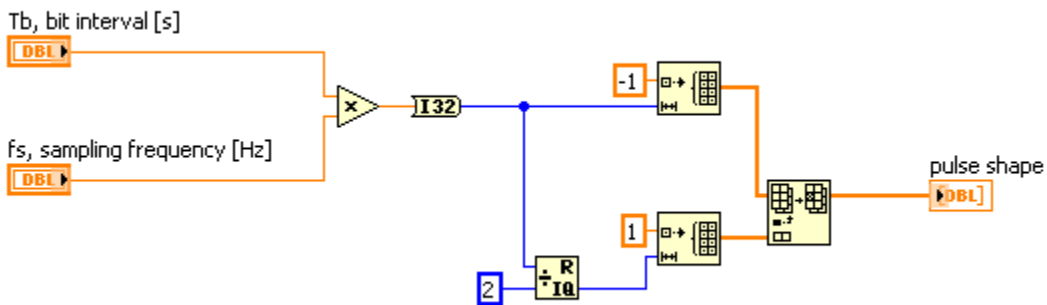 Tb, bit interval [s]
DBL
×
I32
-1
fs, sampling frequency [Hz]
DBL
pulse shape
DBL]
1
R
÷ IQ
2